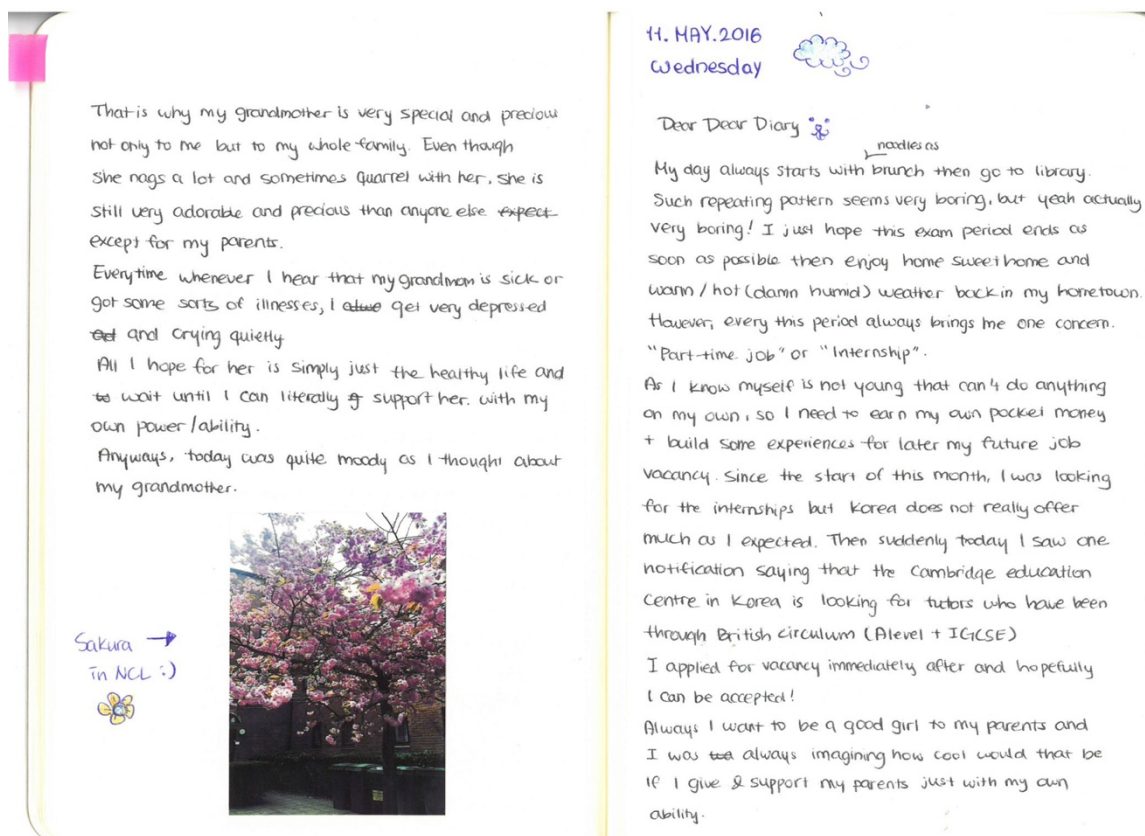 That is why my grandmother is very special and precious
not only to me but to my whole family. Even though
she nags a lot and sometimes quarrel with her, she is
still very adorable and precious than anyone else expect
except for my parents.
Everytime whenever I hear that my grandmom is sick or
got some sorts of illnesses, I get very depressed
and crying quietly
All I hope for her is simply just the healthy life and
to wait until I can literally support her. with my
own power/ability.
Anyways, today was quite moody as I thought about
my grandmother.
Sakura →
in NCL :)
11. MAY. 2016
Wednesday
Dear Dear Diary
noodles as
My day always starts with brunch then go to library.
Such repeating pattern seems very boring, but yeah actually
very boring! I just hope this exam period ends as
soon as possible then enjoy home sweet home and
warm/hot (damn humid) weather back in my hometown.
However, every this period always brings me one concern.
"Part-time job" or "Internship".
As I know myself is not young that can't do anything
on my own, so I need to earn my own pocket money
+ build some experiences for later my future job
vacancy. Since the start of this month, I was looking
for the internships but Korea does not really offer
much as I expected. Then suddenly today I saw one
notification saying that the Cambridge education
Centre in Korea is looking for tutors who have been
through British circulum (Alevel + IGCSE)
I applied for vacancy immediately after and hopefully
I can be accepted!
Always I want to be a good girl to my parents and
I was always imagining how cool would that be
if I give & support my parents just with my own
ability.